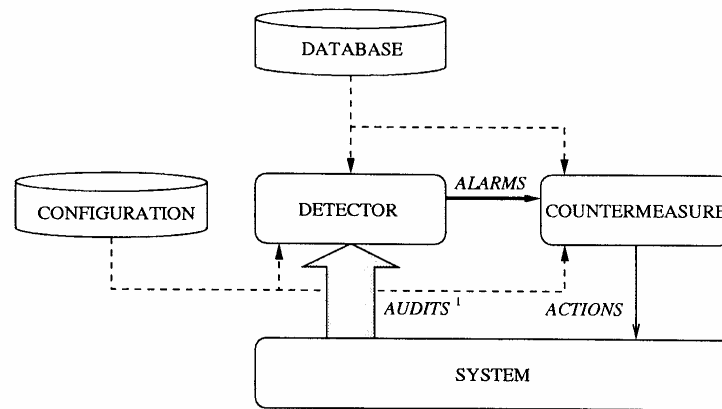 DATABASE
ALARMS
CONFIGURATION
DETECTOR
COUNTERMEASURE
AUDITS 1
ACTIONS
SYSTEM